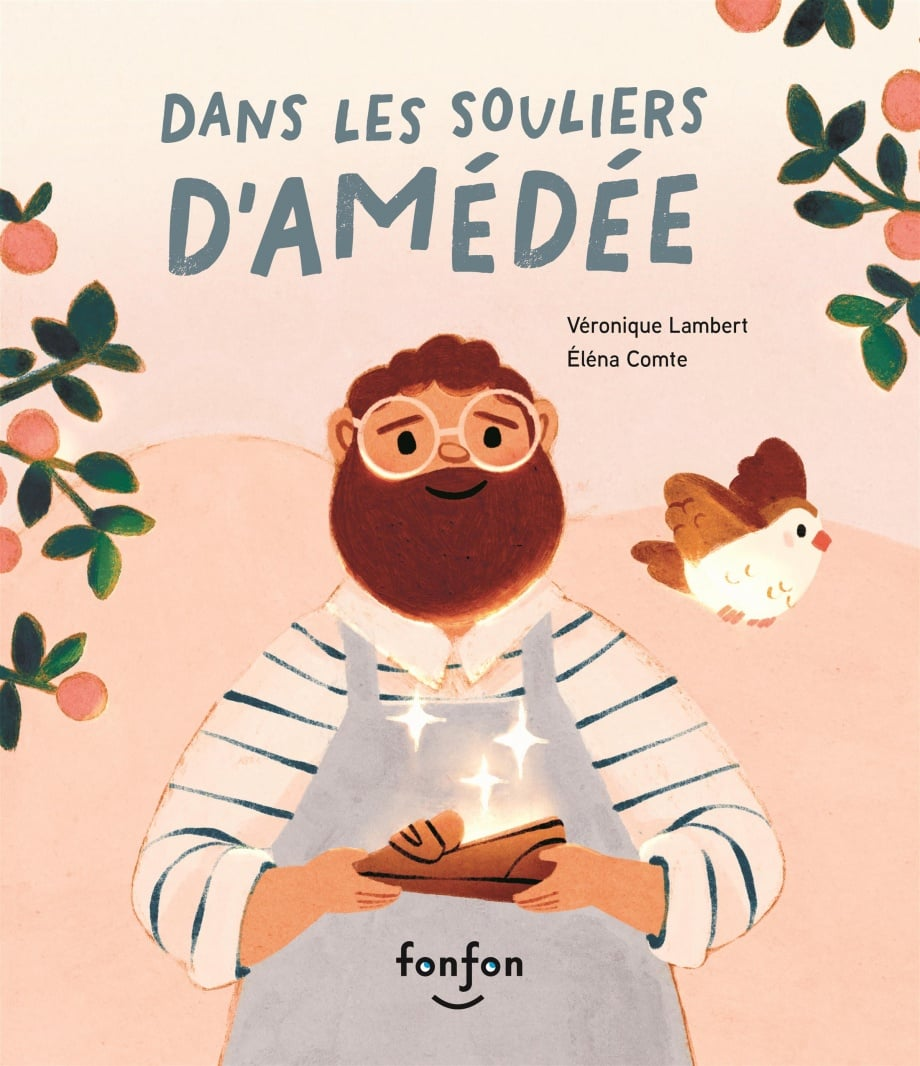 DANS LES SOULIERS
D'AMÉDÉE
Véronique Lambert
Éléna Comte
fonfon